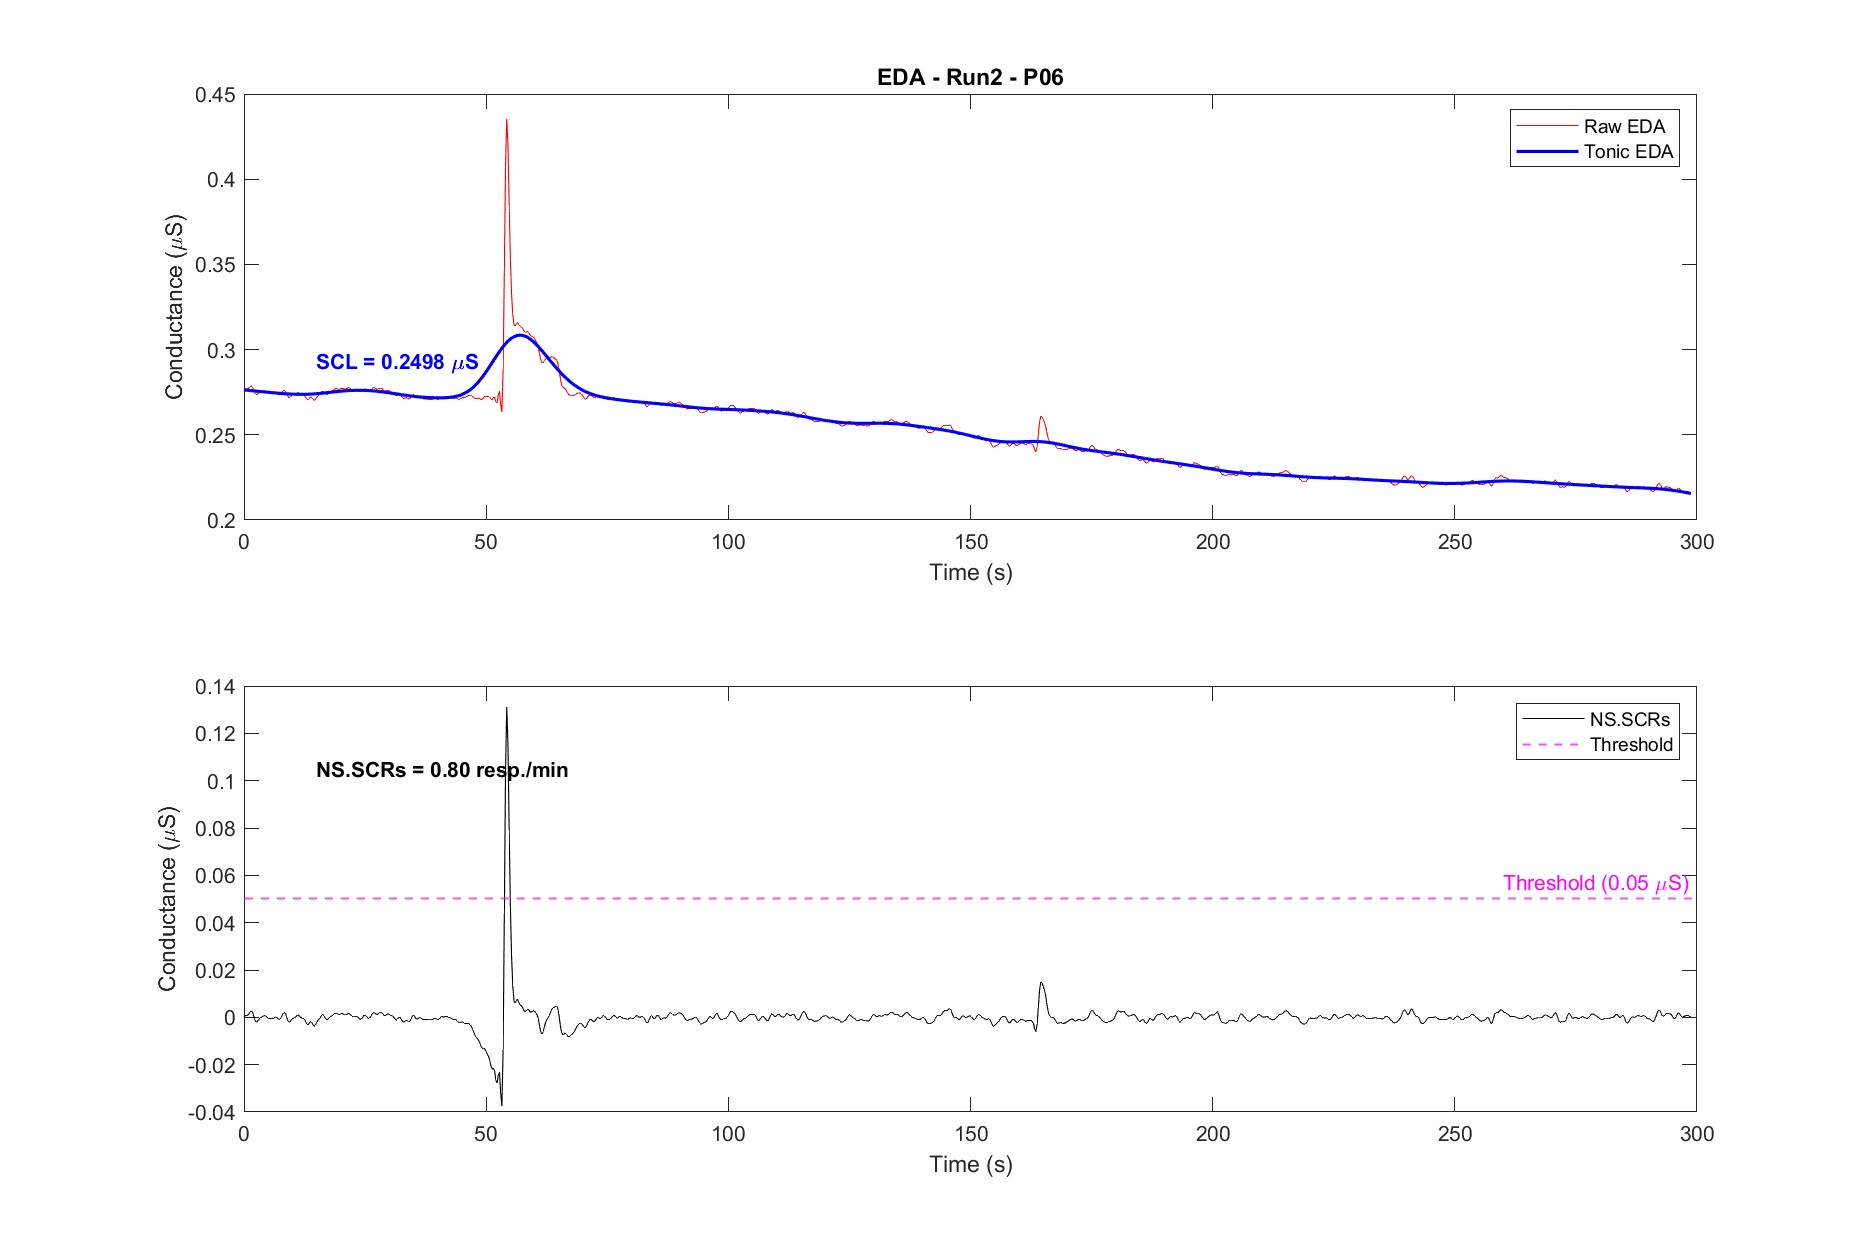 EDA - Run2 - P06
0.45
0.4
0.35
0.3
0.25
0.2
Conductance (μS)
Raw EDA
Tonic EDA
SCL = 0.2498 μS
0 50 100 150 200 250 300
Time (s)
0.14
0.12
0.1
0.08
0.06
0.04
0.02
0
-0.02
-0.04
Conductance (μS)
NS.SCRs
Threshold
NS.SCRs = 0.80 resp./min
Threshold (0.05 μS)
0 50 100 150 200 250 300
Time (s)